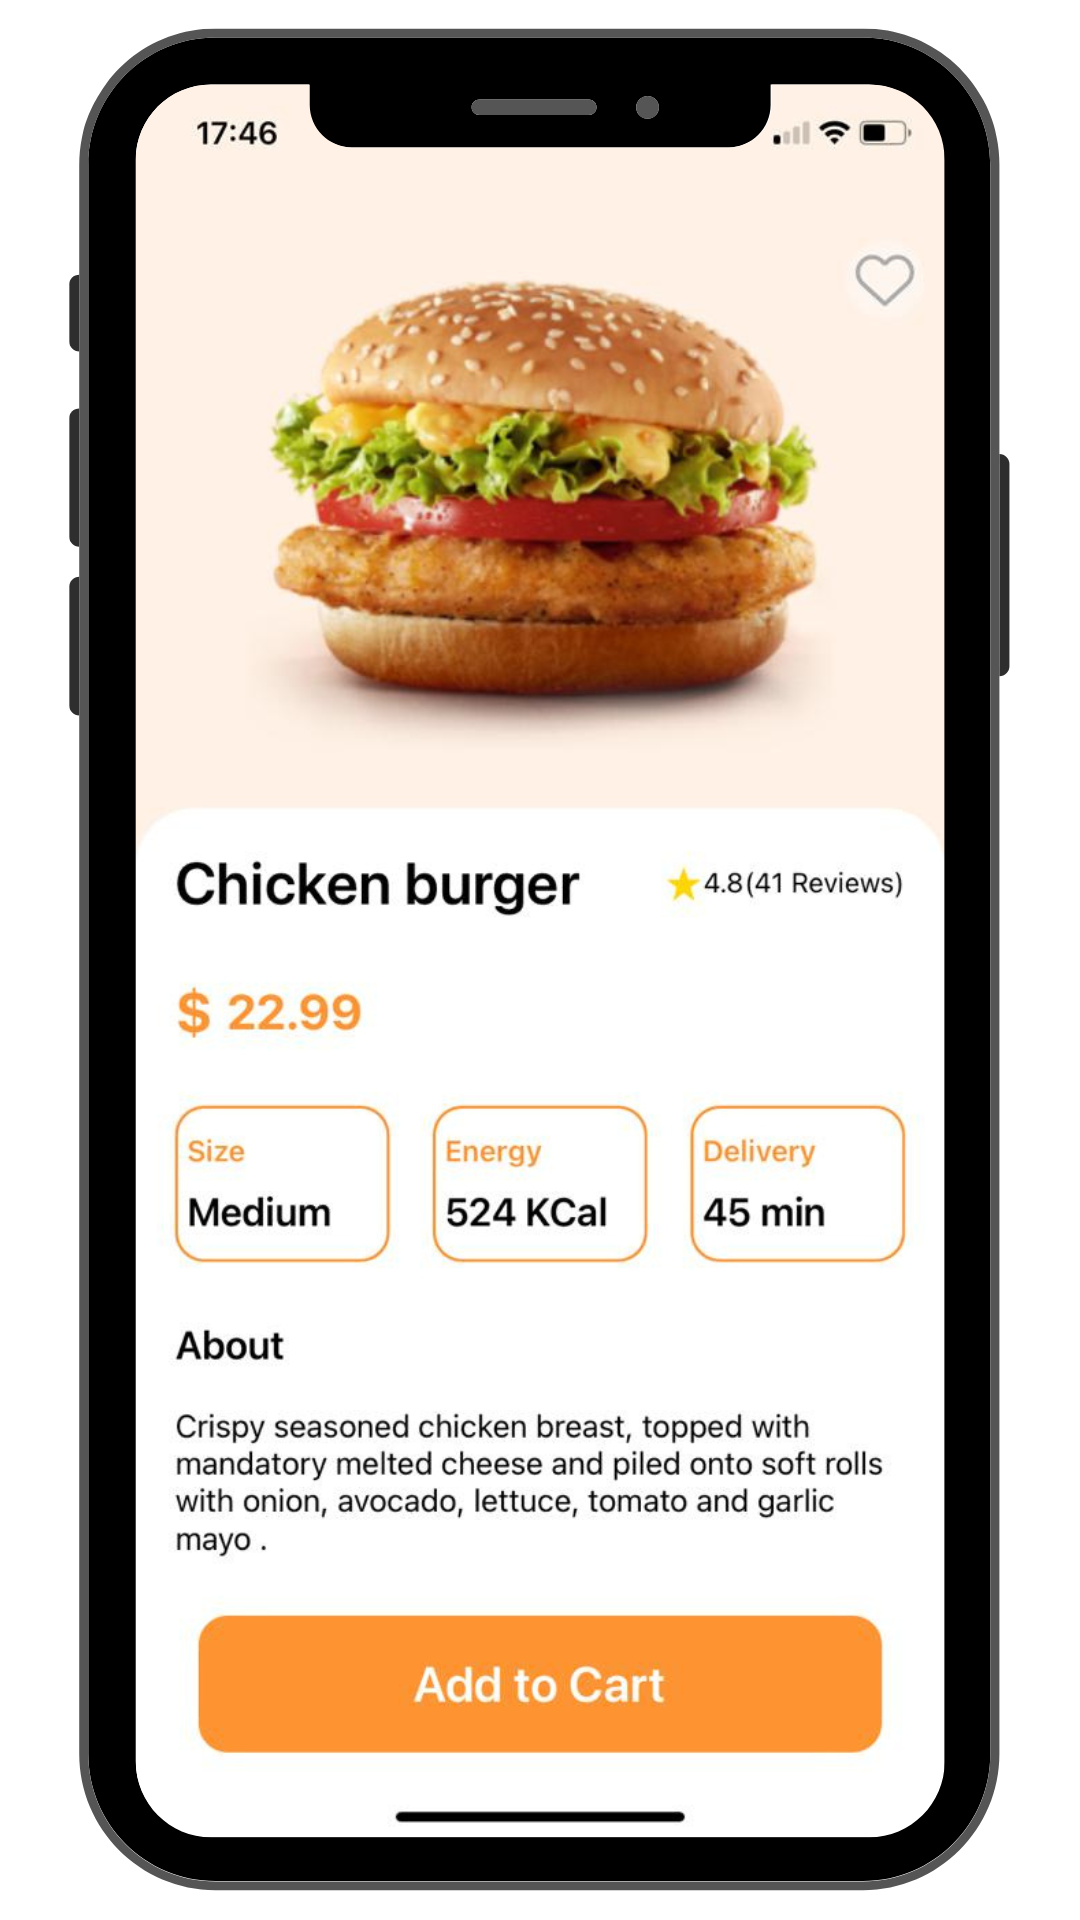 17:46
Chicken burger
4.8(41 Reviews)
$ 22.99
Size
Medium
Energy
524 KCal
Delivery
45 min
About
Crispy seasoned chicken breast, topped with
mandatory melted cheese and piled onto soft rolls
with onion, avocado, lettuce, tomato and garlic
mayo .
Add to Cart